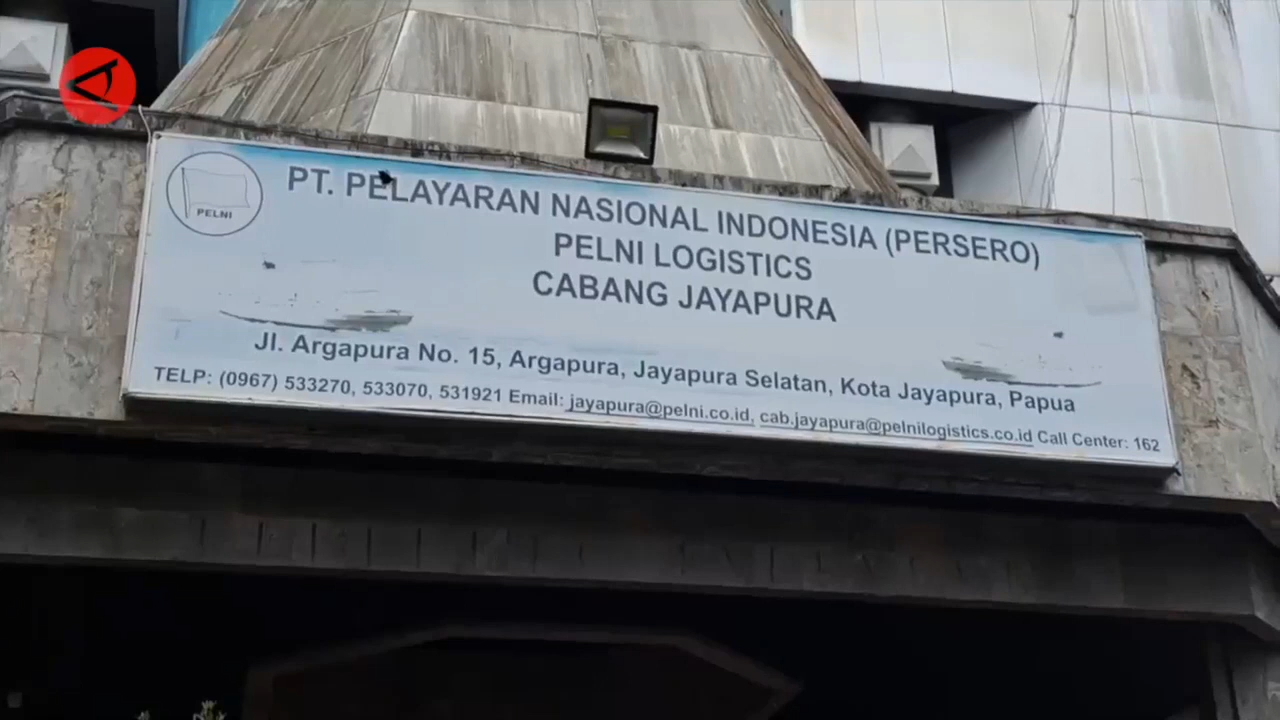 PELNI
PT. PELAYARAN NASIONAL INDONESIA (PERSERO)
PELNI LOGISTICS
CABANG JAYAPURA
Jl. Argapura No. 15, Argapura, Jayapura Selatan, Kota Jayapura, Papua
TELP: (0967) 533270, 533070, 531921 Email: jayapura@pelni.co.id, cab.jayapura@pelnilogistics.co.id Call Center: 162